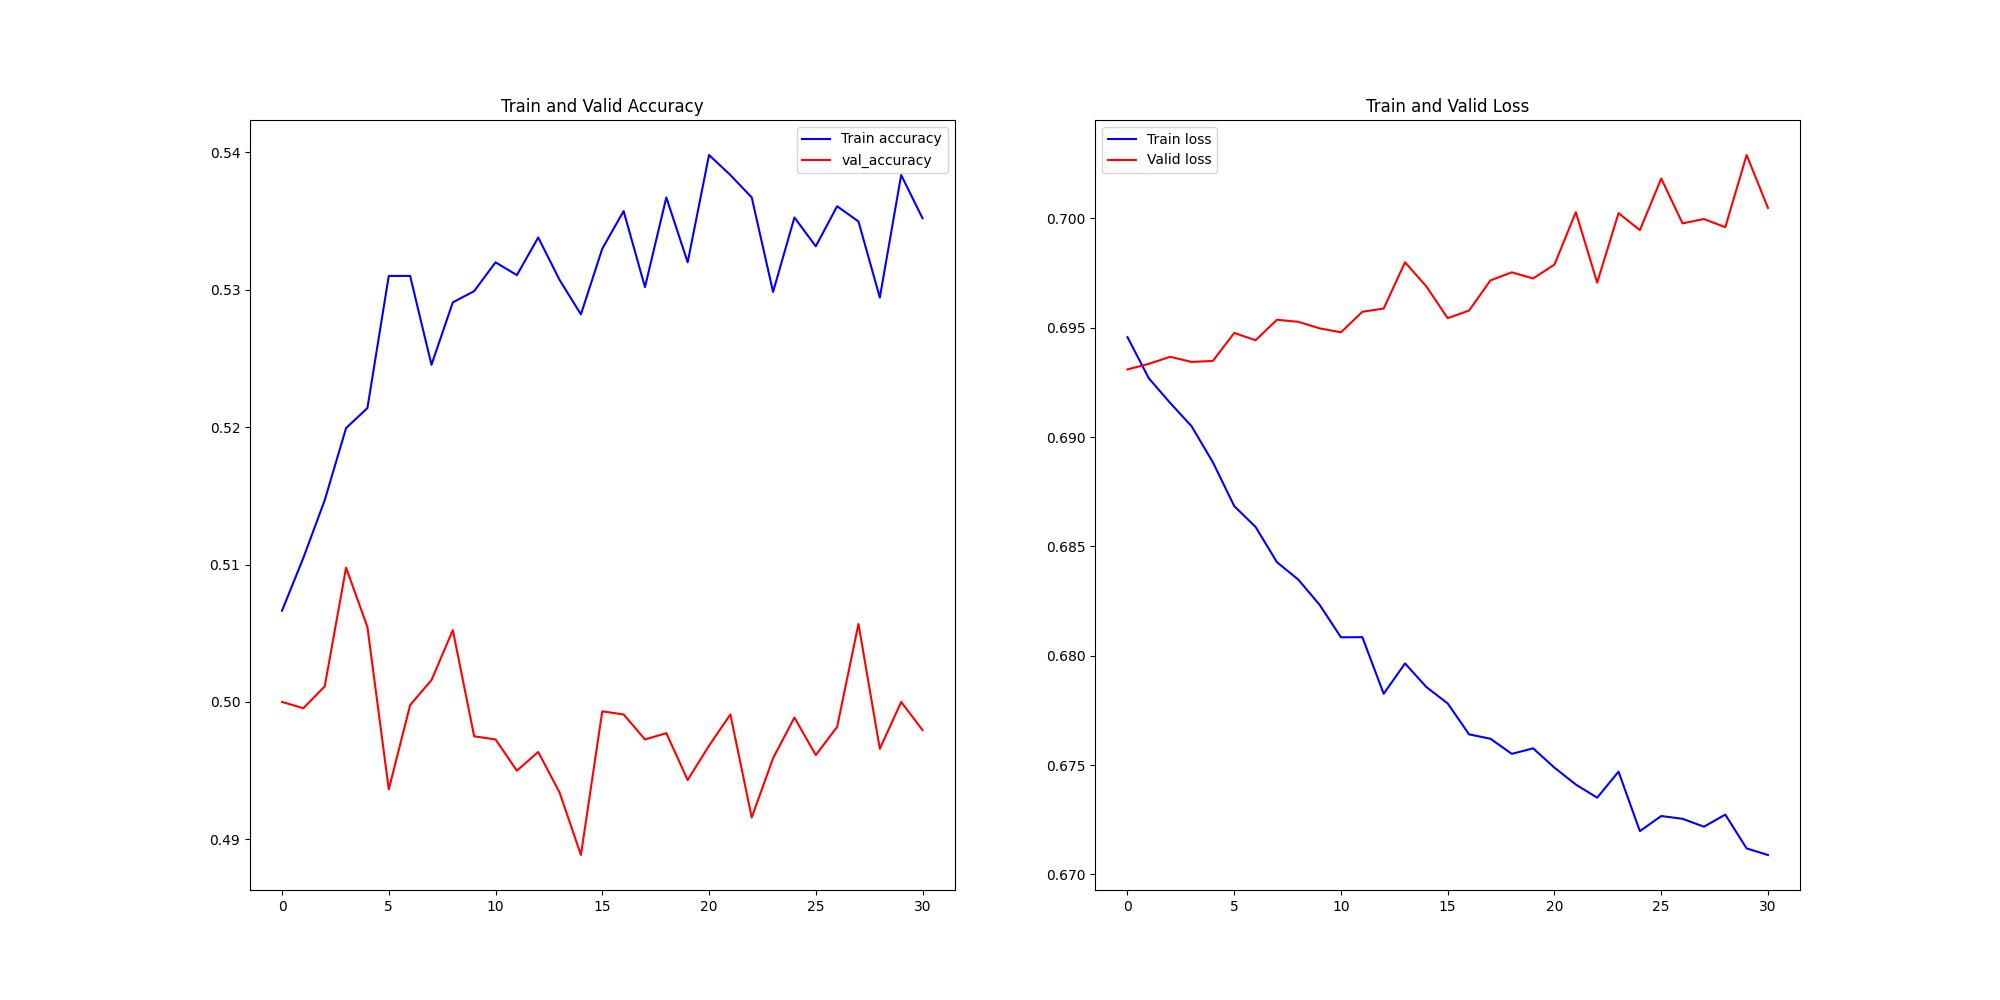 Train and Valid Accuracy
Train accuracy
val_accuracy
0.54
0.53
0.52
0.51
0.50
0.49
0 5 10 15 20 25 30
Train and Valid Loss
Train loss
Valid loss
0.700
0.695
0.690
0.685
0.680
0.675
0.670
0 5 10 15 20 25 30